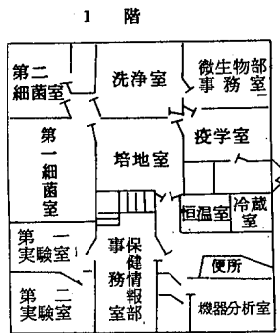 1 階
第二
細菌室
洗浄室
微生物部
事務室
第一細菌室
培地室
疫学室
恒温室
冷蔵
室
第一
実験室
保健情報部
事務室
便所
第二
実験室
機器分析室